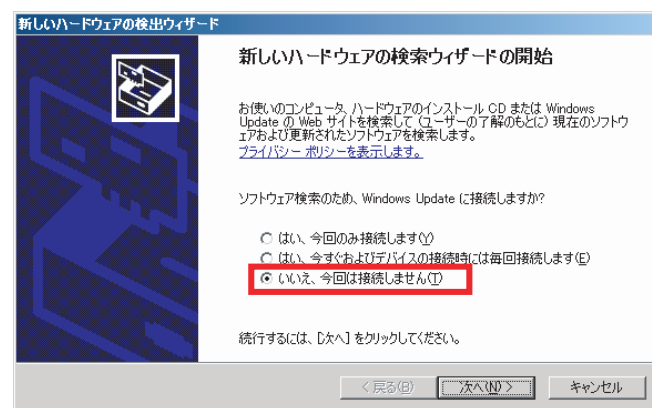 新しいハードウェアの検出ウィザード
新しいハードウェアの検索ウィザードの開始
お使いのコンピュータ、ハードウェアのインストール CD または Windows
Update の Web サイトを検索して (ユーザーの了解のもとに) 現在のソフトウ
ェアおよび更新されたソフトウェアを検索します。
プライバシー ポリシーを表示します。
ソフトウェア検索のため、Windows Update に接続しますか?
はい、今回のみ接続します(Y)
はい、今すぐおよびデバイスの接続時には毎回接続します(E)
いいえ、今回は接続しません(T)
続行するには、[次へ] をクリックしてください。
< 戻る(B)
次へ(N) >
キャンセル